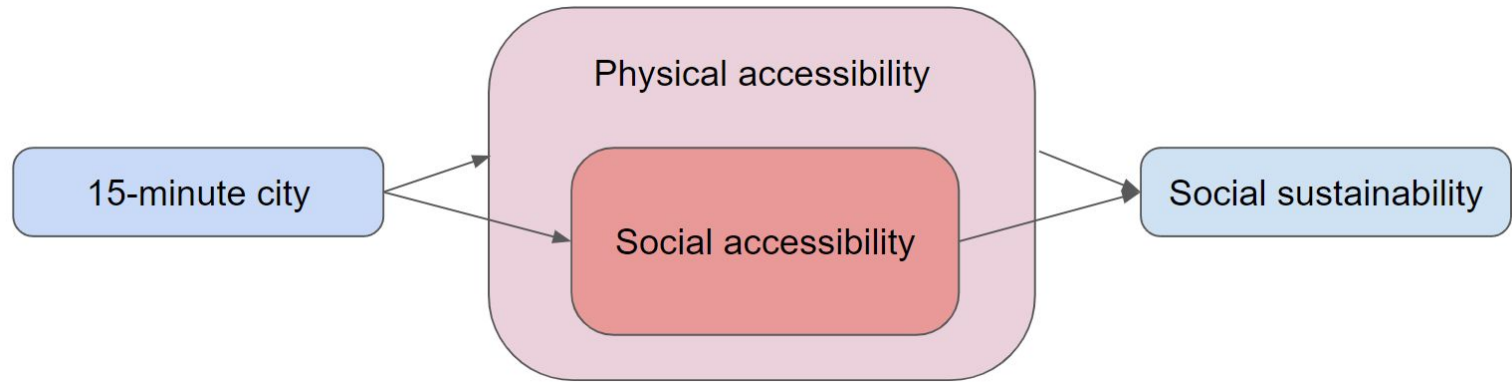 Physical accessibility
15-minute city
Social accessibility
Social sustainability